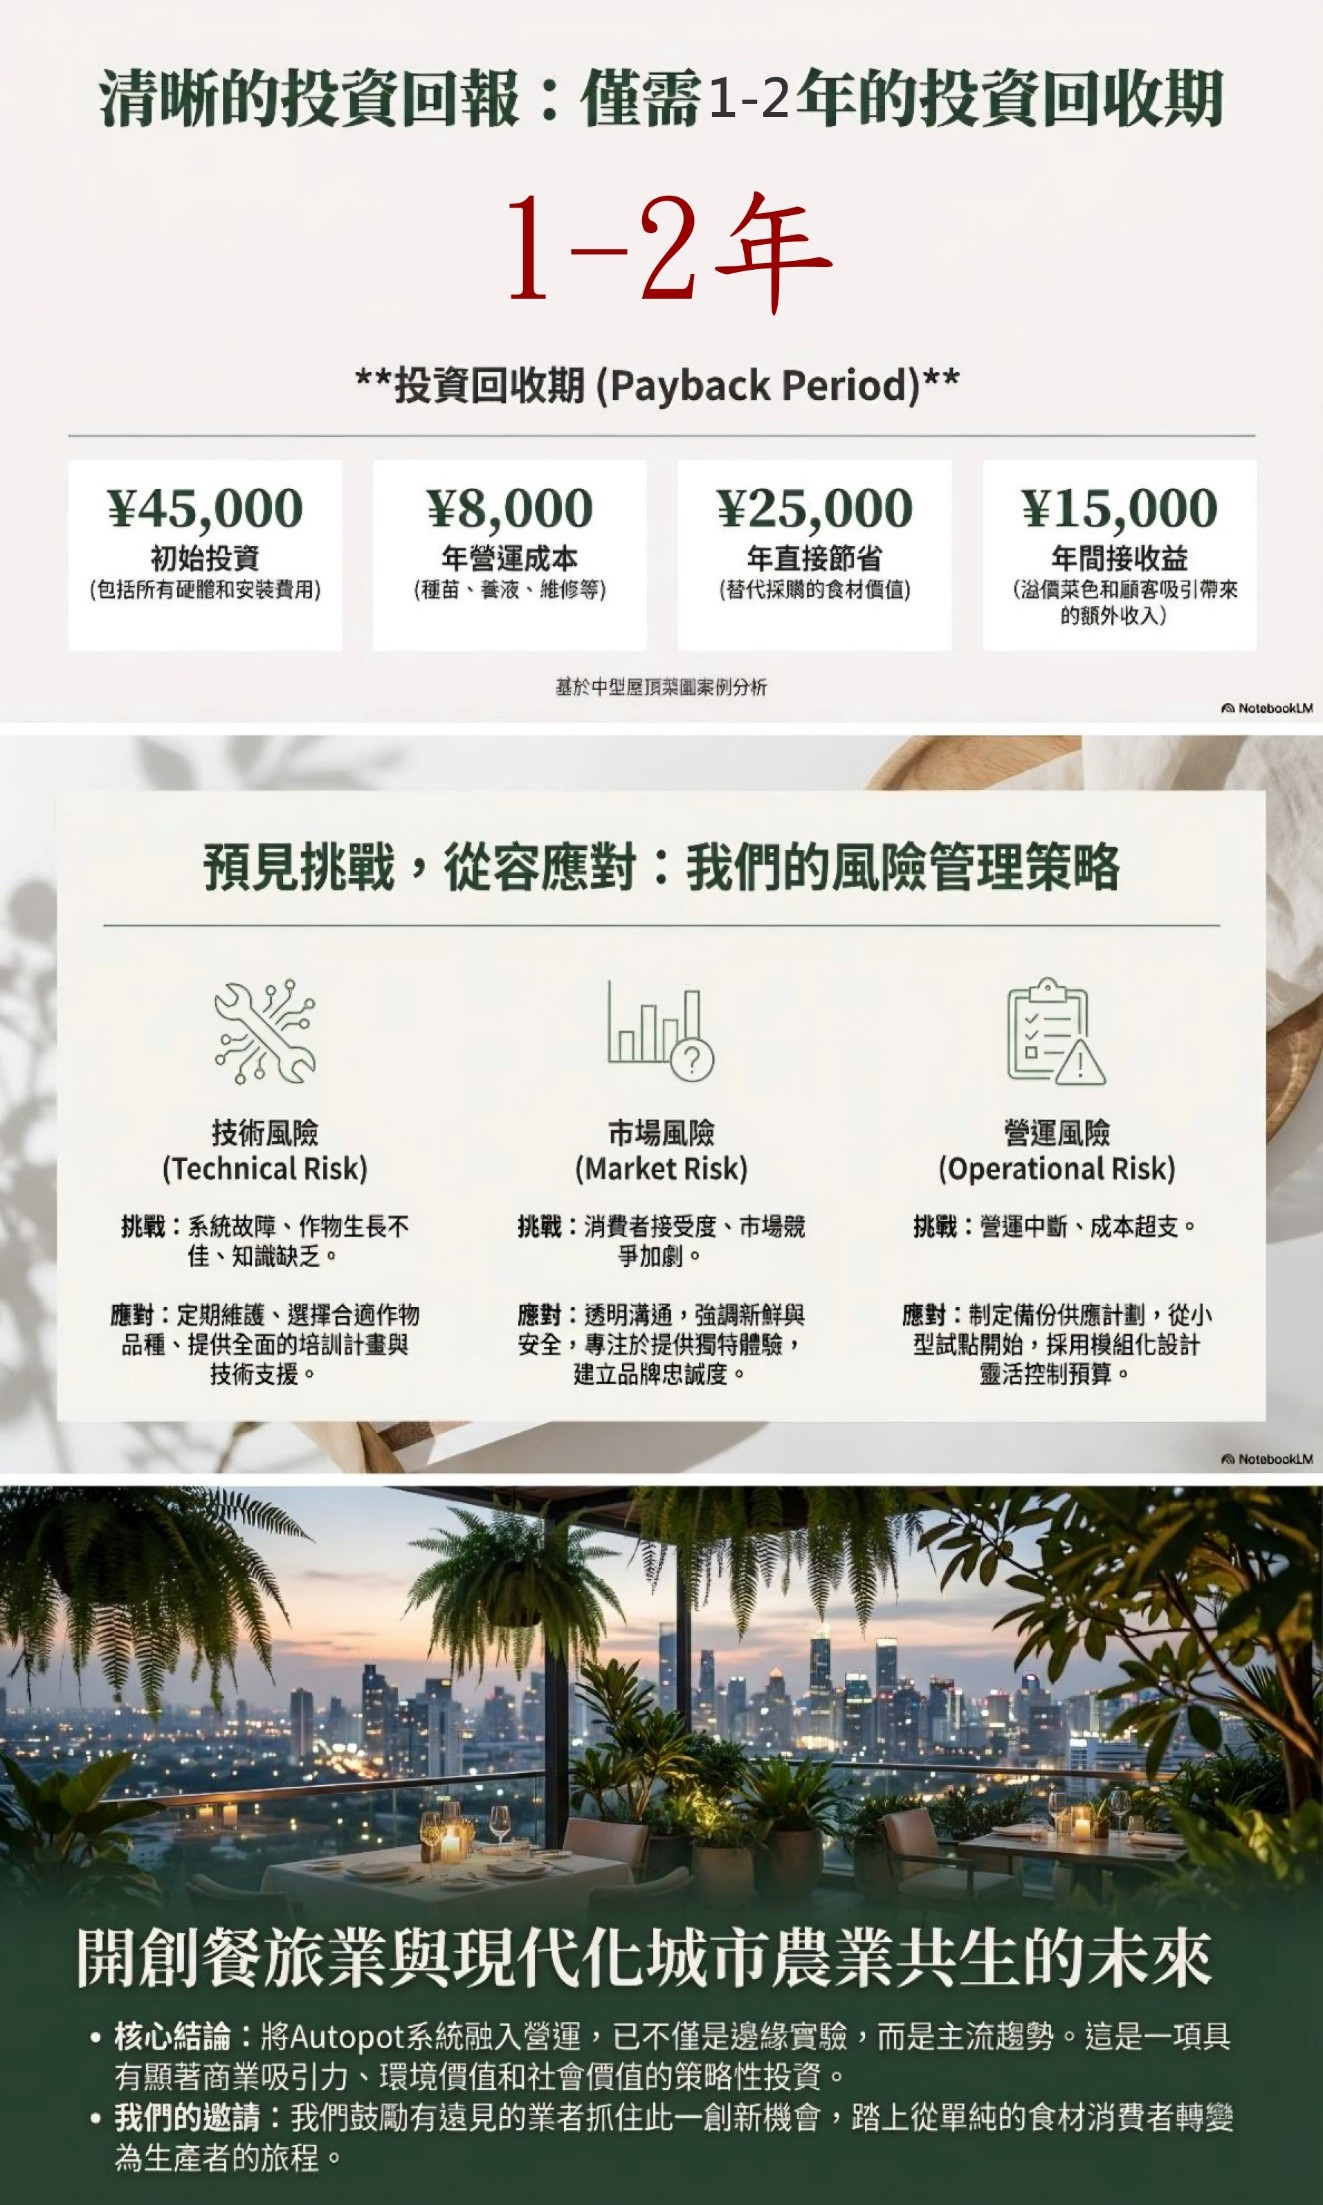 清晰的投資回報：僅需1-2年的投資回收期
1-2年
**投資回收期 (Payback Period)**
¥45,000
初始投資
(包括所有硬體和安裝費用)
¥8,000
年營運成本
(種苗、養液、維修等)
¥25,000
年直接節省
(替代採購的食材價值)
¥15,000
年間接收益
（溢價菜色和顧客吸引帶來
的額外收入）
基於中型屋頂菜園案例分析
NotebookLM
預見挑戰，從容應對：我們的風險管理策略
技術風險
(Technical Risk)
挑戰：系統故障、作物生長不
佳、知識缺乏。
應對：定期維護、選擇合適作物
品種、提供全面的培訓計畫與
技術支援。
市場風險
(Market Risk)
挑戰：消費者接受度、市場競
爭加劇。
應對：透明溝通，強調新鮮與
安全，專注於提供獨特體驗，
建立品牌忠誠度。
營運風險
(Operational Risk)
挑戰：營運中斷、成本超支。
應對：制定備份供應計劃，從小
型試點開始，採用模組化設計
靈活控制預算。
NotebookLM
開創餐旅業與現代化城市農業共生的未來
• 核心結論：將Autopot系統融入營運，已不僅是邊緣實驗，而是主流趨勢。這是一項具
有顯著商業吸引力、環境價值和社會價值的策略性投資。
• 我們的邀請：我們鼓勵有遠見的業者抓住此一創新機會，踏上從單純的食材消費者轉變
為生產者的旅程。